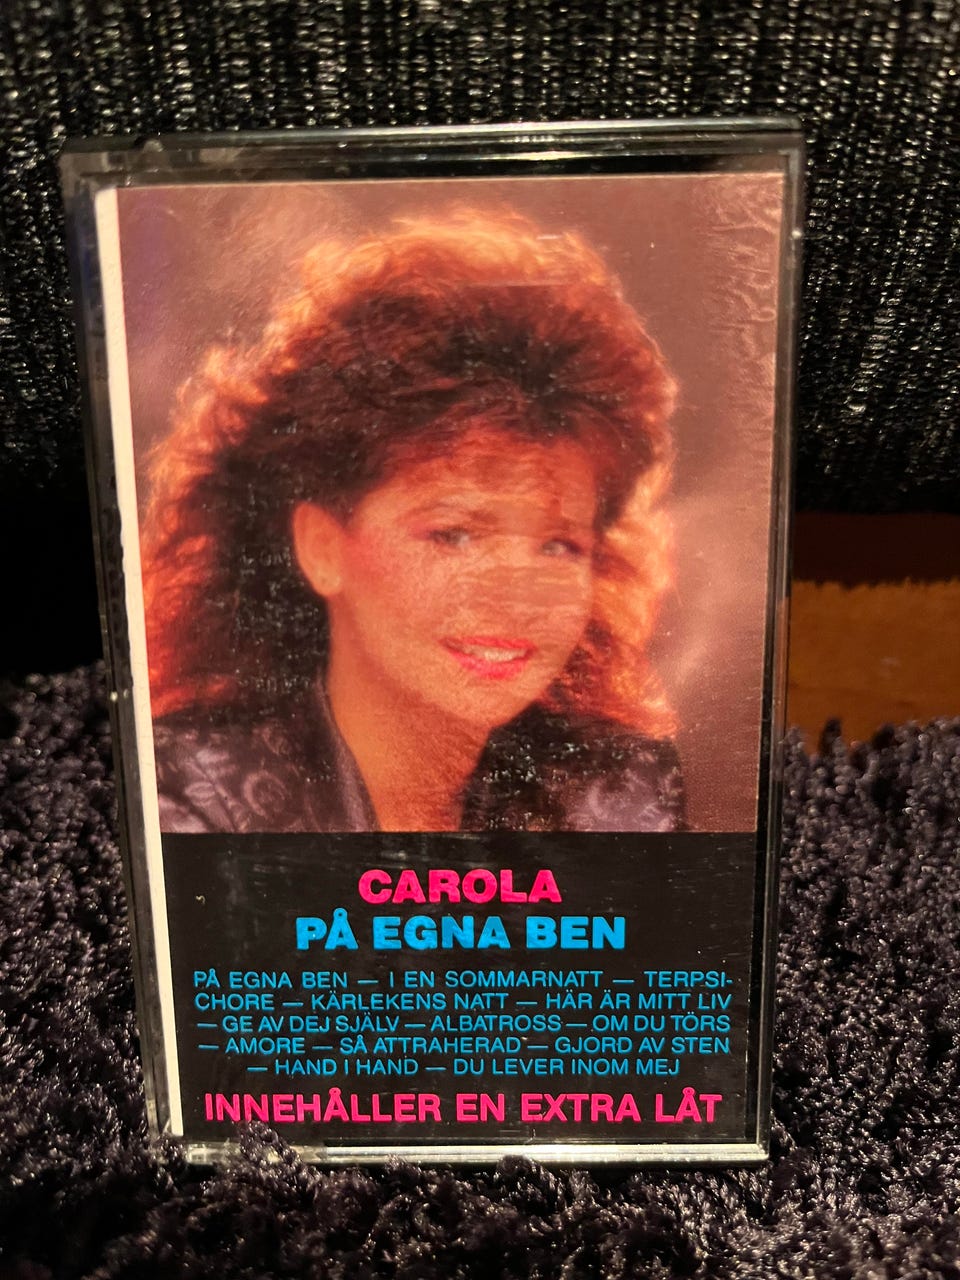 CAROLA
PÅ EGNA BEN
PÅ EGNA BEN — I EN SOMMARNATT — TERPSI-
CHORE — KÄRLEKENS NATT — HÄR ÄR MITT LIV
— GE AV DEJ SJÄLV — ALBATROSS — OM DU TÖRS
— AMORE — SÅ ATTRAHERAD — GJORD AV STEN
— HAND I HAND — DU LEVER INOM MEJ
INNEHÅLLER EN EXTRA LÅT